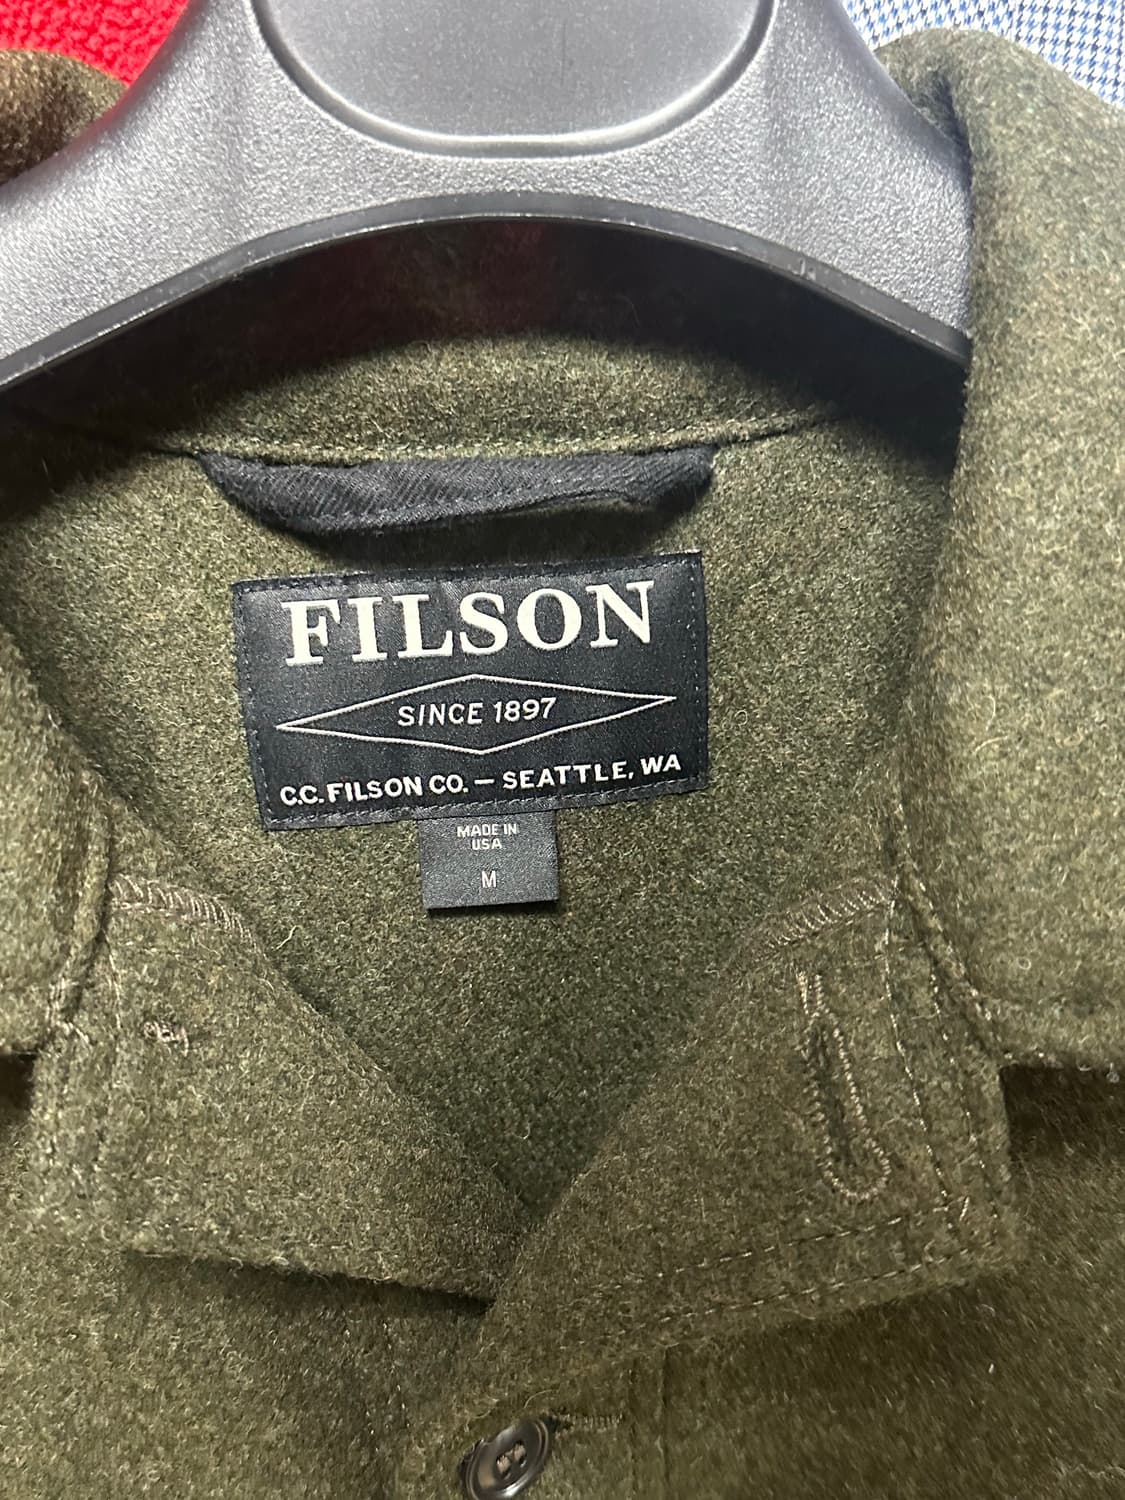 FILSON
SINCE 1897
C.C. FILSON CO. – SEATTLE, WA
MADE IN
USA
M